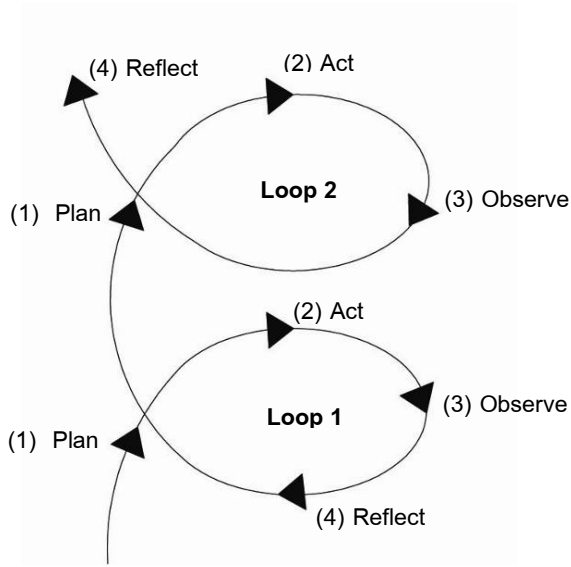 (4) Reflect
(2) Act
Loop 2
(3) Observe
(1) Plan
(2) Act
(3) Observe
Loop 1
(1) Plan
(4) Reflect